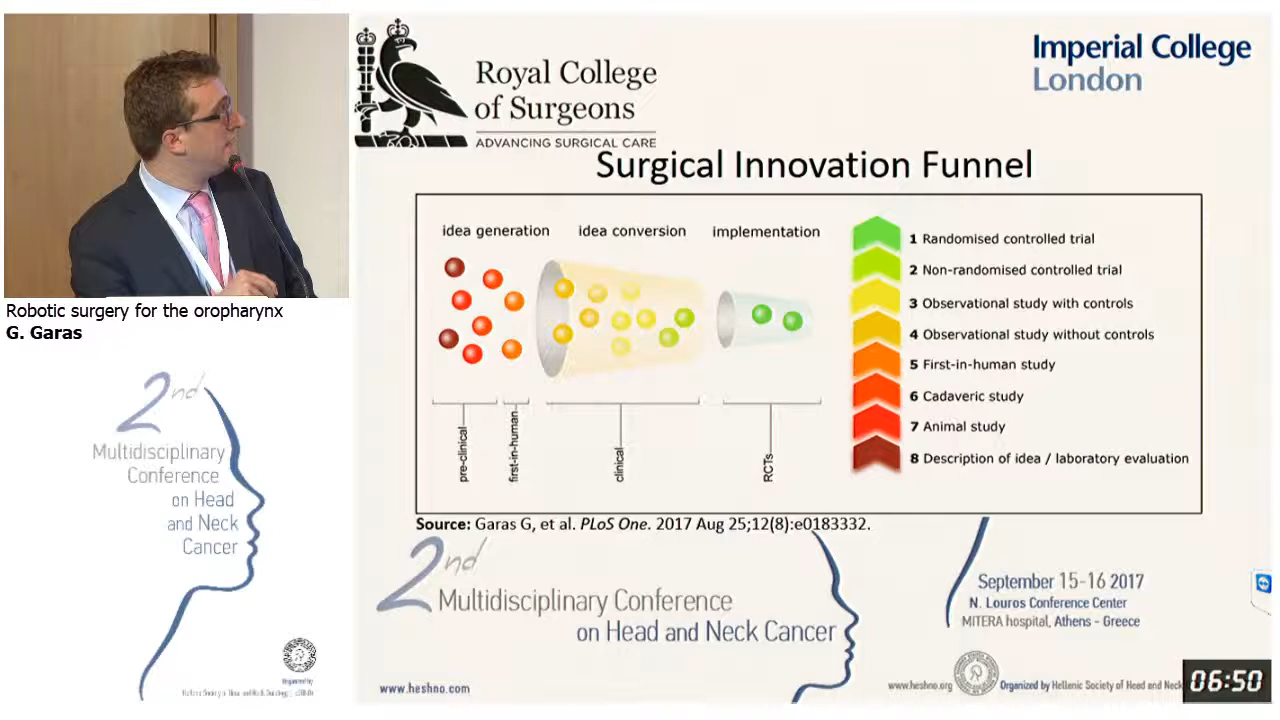 Robotic surgery for the oropharynx
G. Garas
2nd
Multidisciplinary
Conference
on Head
and Neck
Cancer
Organized by
Royal College
of Surgeons
ADVANCING SURGICAL CARE
Imperial College
London
Surgical Innovation Funnel
idea generation idea conversion implementation
pre-clinical
first-in-human
clinical
RCTs
1 Randomised controlled trial
2 Non-randomised controlled trial
3 Observational study with controls
4 Observational study without controls
5 First-in-human study
6 Cadaveric study
7 Animal study
8 Description of idea / laboratory evaluation
Source: Garas G, et al. PLoS One. 2017 Aug 25;12(8):e0183332.
2nd
Multidisciplinary Conference
on Head and Neck Cancer
September 15-16 2017
N. Louros Conference Center
MITERA hospital, Athens - Greece
www.heshno.com
www.heshno.org
Organized by Hellenic Society of Head and Neck
06:50